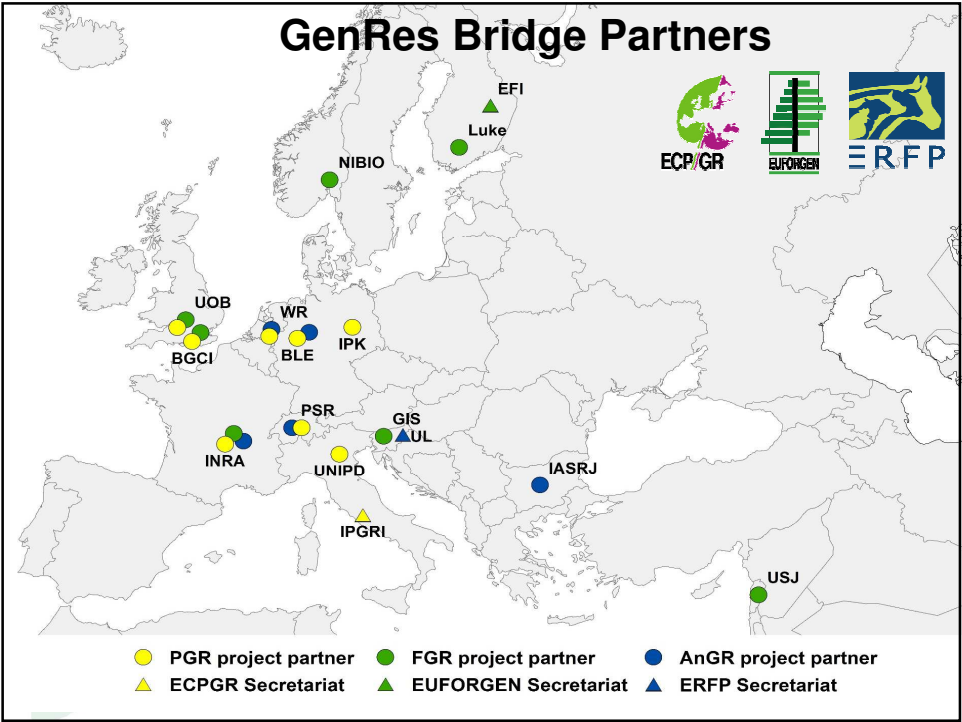 GenRes Bridge Partners
EFI
Luke
NIBIO
ECP/GR
EUFORGEN
ERFP
UOB
WR
BGCI
BLE
IPK
PSR
GIS
UL
INRA
UNIPD
IASRJ
IPGRI
USJ
PGR project partner FGR project partner AnGR project partner
ECPGR Secretariat EUFORGEN Secretariat ERFP Secretariat